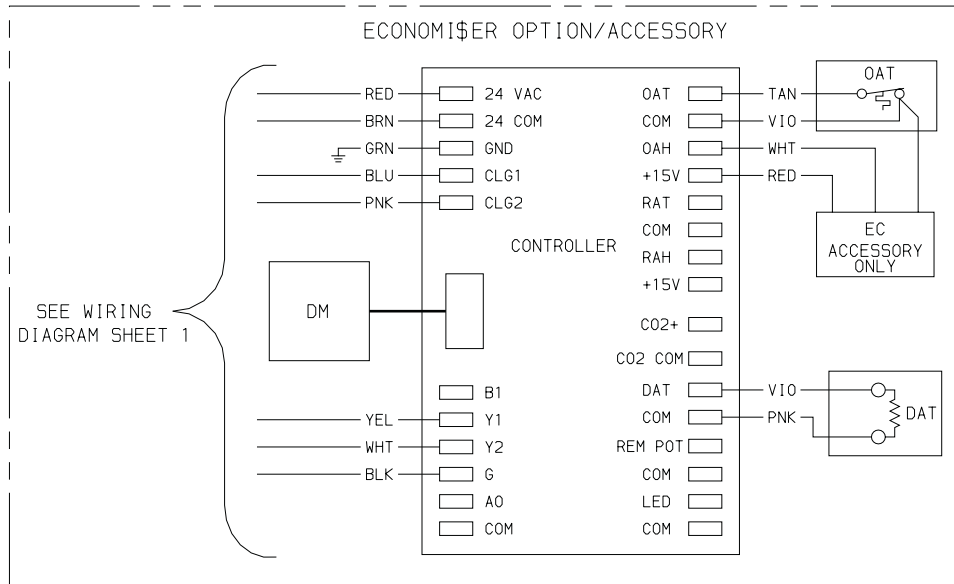 ECONOMI$ER OPTION/ACCESSORY
SEE WIRING
DIAGRAM SHEET 1
RED 24 VAC
BRN 24 COM
GRN GND
BLU CLG1
PNK CLG2
DM
B1
YEL Y1
WHT Y2
BLK G
AO
COM
CONTROLLER
OAT TAN
COM VIO
OAH WHT
+15V RED
RAT
COM
RAH
+15V
CO2+
CO2 COM
DAT VIO
COM PNK
REM POT
COM
LED
COM
OAT
EC
ACCESSORY
ONLY
DAT